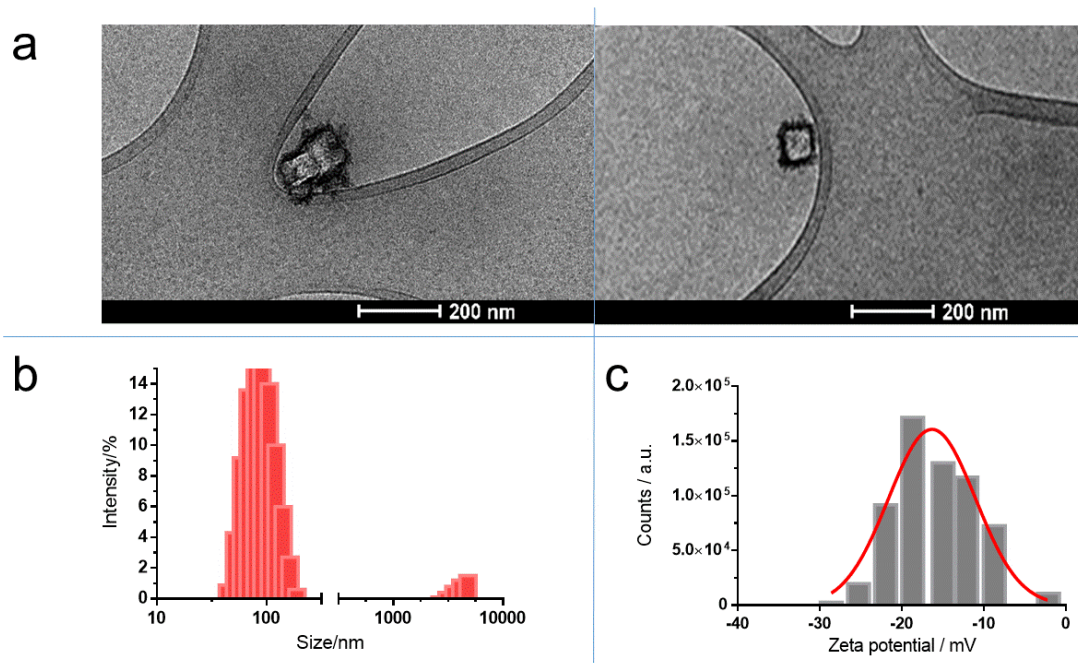 a
200 nm
200 nm
b
Intensity/%
14
12
10
8
6
4
2
0
10
100
1000
10000
Size/nm
c
Counts / a.u.
2.0×10⁵
1.5×10⁵
1.0×10⁵
5.0×10⁴
0
-40
-30
-20
-10
0
Zeta potential / mV